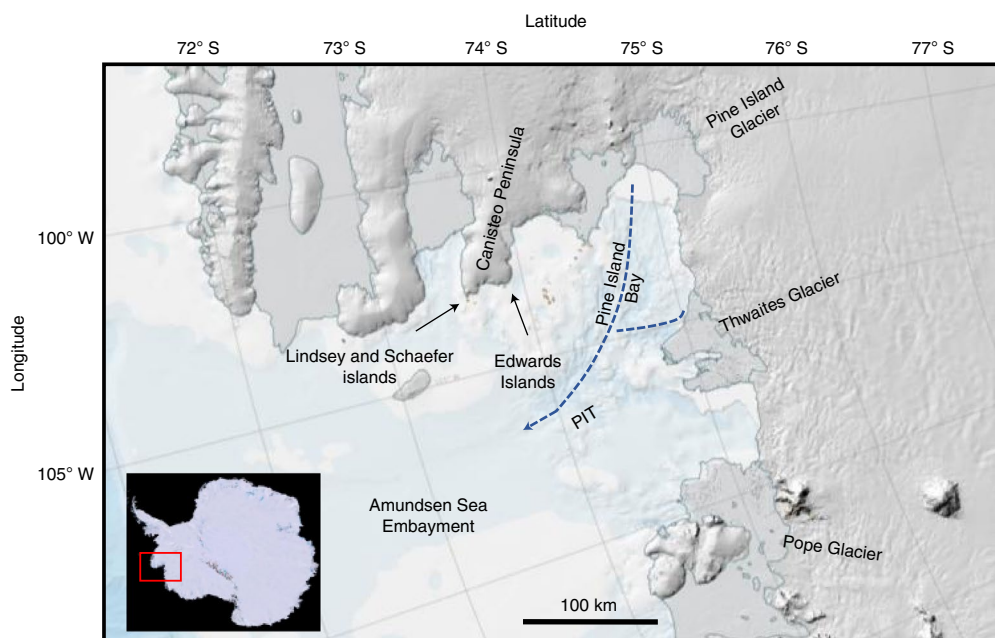 Latitude
72° S
73° S
74° S
75° S
76° S
77° S
Pine Island
Glacier
Canisteo Peninsula
100° W
Pine Island
Bay
Thwaites Glacier
Longitude
Lindsey and Schaefer
islands
Edwards
Islands
PIT
105° W
Amundsen Sea
Embayment
Pope Glacier
100 km